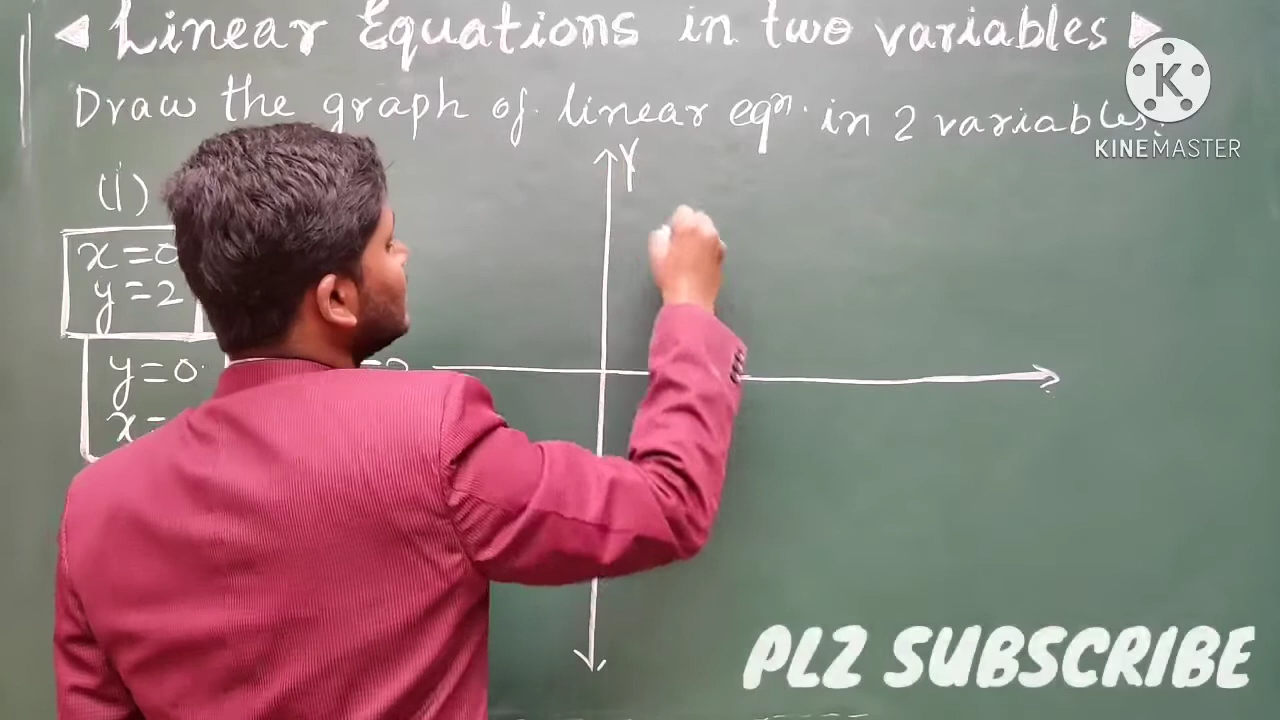 Linear Equations in two variables
Draw the graph of linear eqn. in 2 variables.
K
KINEMASTER
(i)
Y
x=0
y=2
y=0
x=
PLZ SUBSCRIBE